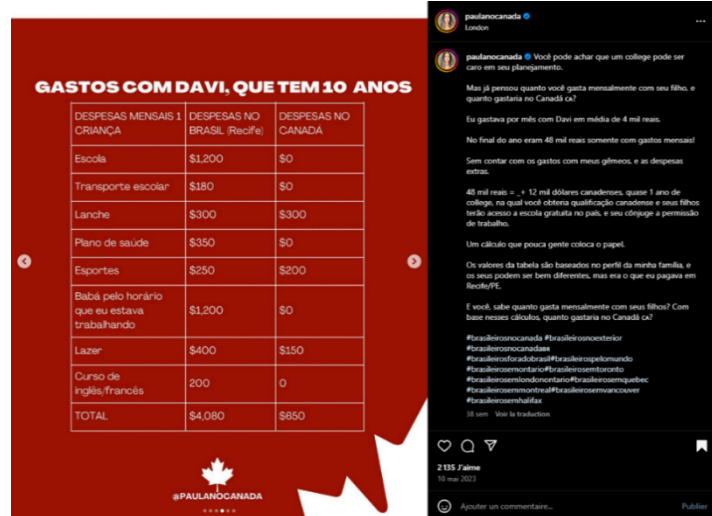 GASTOS COM DAVI, QUE TEM 10 ANOS
DESPESAS MENSAIS 1 CRIANÇA
DESPESAS NO BRASIL (Recife)
DESPESAS NO CANADÁ
Escola $1,200 $0
Transporte escolar $180 $0
Lanche $300 $300
Plano de saúde $350 $0
Esportes $250 $200
Babá pelo horário que eu estava trabalhando $1,200 $0
Lazer $400 $150
Curso de inglês/francês 200 0
TOTAL $4,080 $650
@PAULANOCANADA
paulanocanada
London
paulanocanada Você pode achar que um college pode ser
caro em seu planejamento.
Mas já pensou quanto você gasta mensalmente com seu filho, e
quanto gastaria no Canadá 🇨🇦?
Eu gastava por mês com Davi em média de 4 mil reais.
No final do ano eram 48 mil reais somente com gastos mensais!
Sem contar com os gastos com meus gêmeos, e as despesas
extras.
48 mil reais = _+ 12 mil dólares canadenses, quase 1 ano de
college, na qual você obteria qualificação canadense e seus filhos
terão acesso a escola gratuita no país, e seu cônjuge a permissão
de trabalho.
Um cálculo que pouca gente coloca o papel.
Os valores da tabela são baseados no perfil da minha família, e
os seus podem ser bem diferentes, mas era o que eu pagava em
Recife/PE.
E você, sabe quanto gasta mensalmente com seus filhos? Com
base nesses cálculos, quanto gastaria no Canadá 🇨🇦?
#brasileirosnocanada #brasileirosnoexterior
#brasileirosnocanada🇧🇷
#brasileirosforadobrasil#brasileirospelomundo
#brasileirosemontario#brasileirosemtoronto
#brasileirosemlondonontario#brasileirosemquebec
#brasileirosemmontreal#brasileirosemvancouver
#brasileirosemhalifax
38 sem Voir la traduction
2 135 J'aime
10 mai 2023
Ajouter un commentaire... Publier